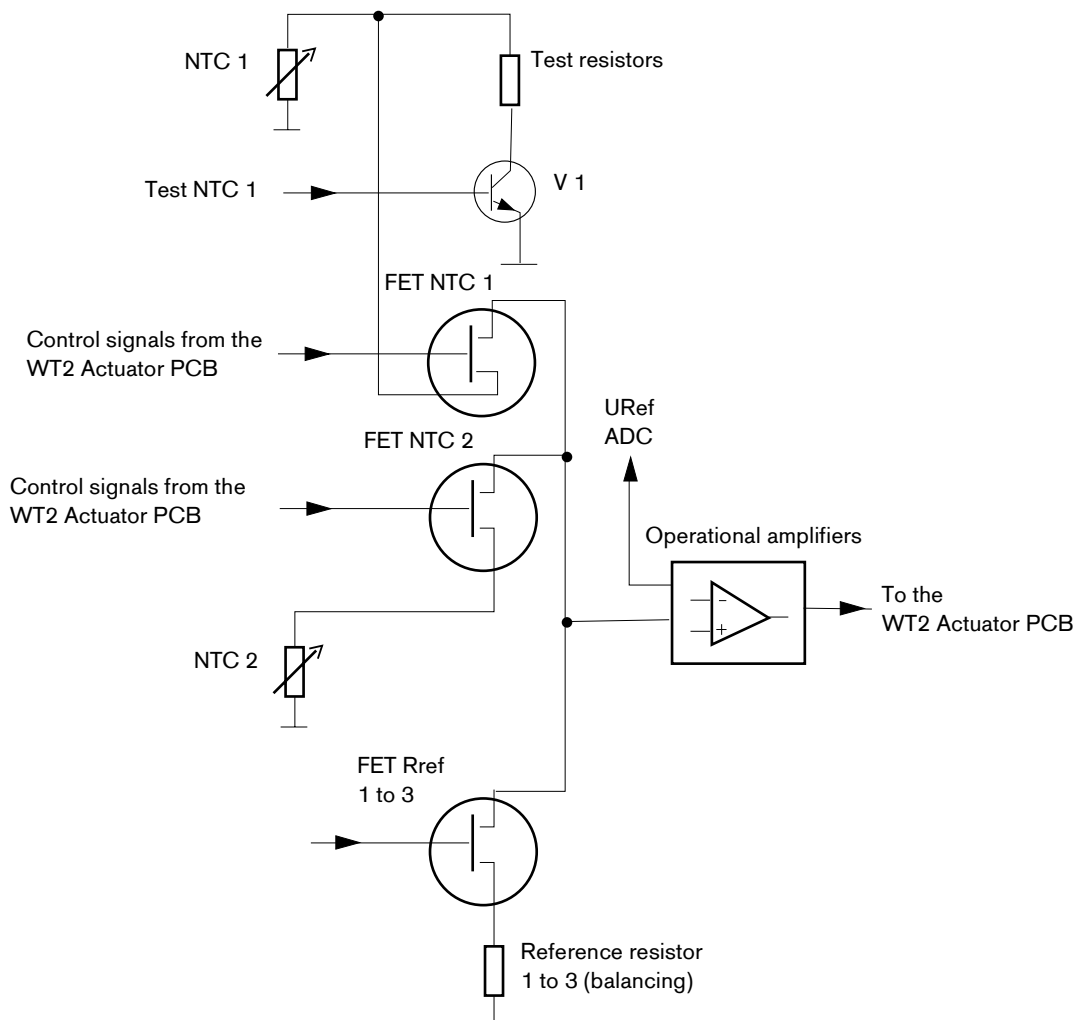 NTC 1
Test resistors
Test NTC 1
V 1
FET NTC 1
Control signals from the
WT2 Actuator PCB
URef
ADC
FET NTC 2
Control signals from the
WT2 Actuator PCB
Operational amplifiers
-
+
To the
WT2 Actuator PCB
NTC 2
FET Rref
1 to 3
Reference resistor
1 to 3 (balancing)